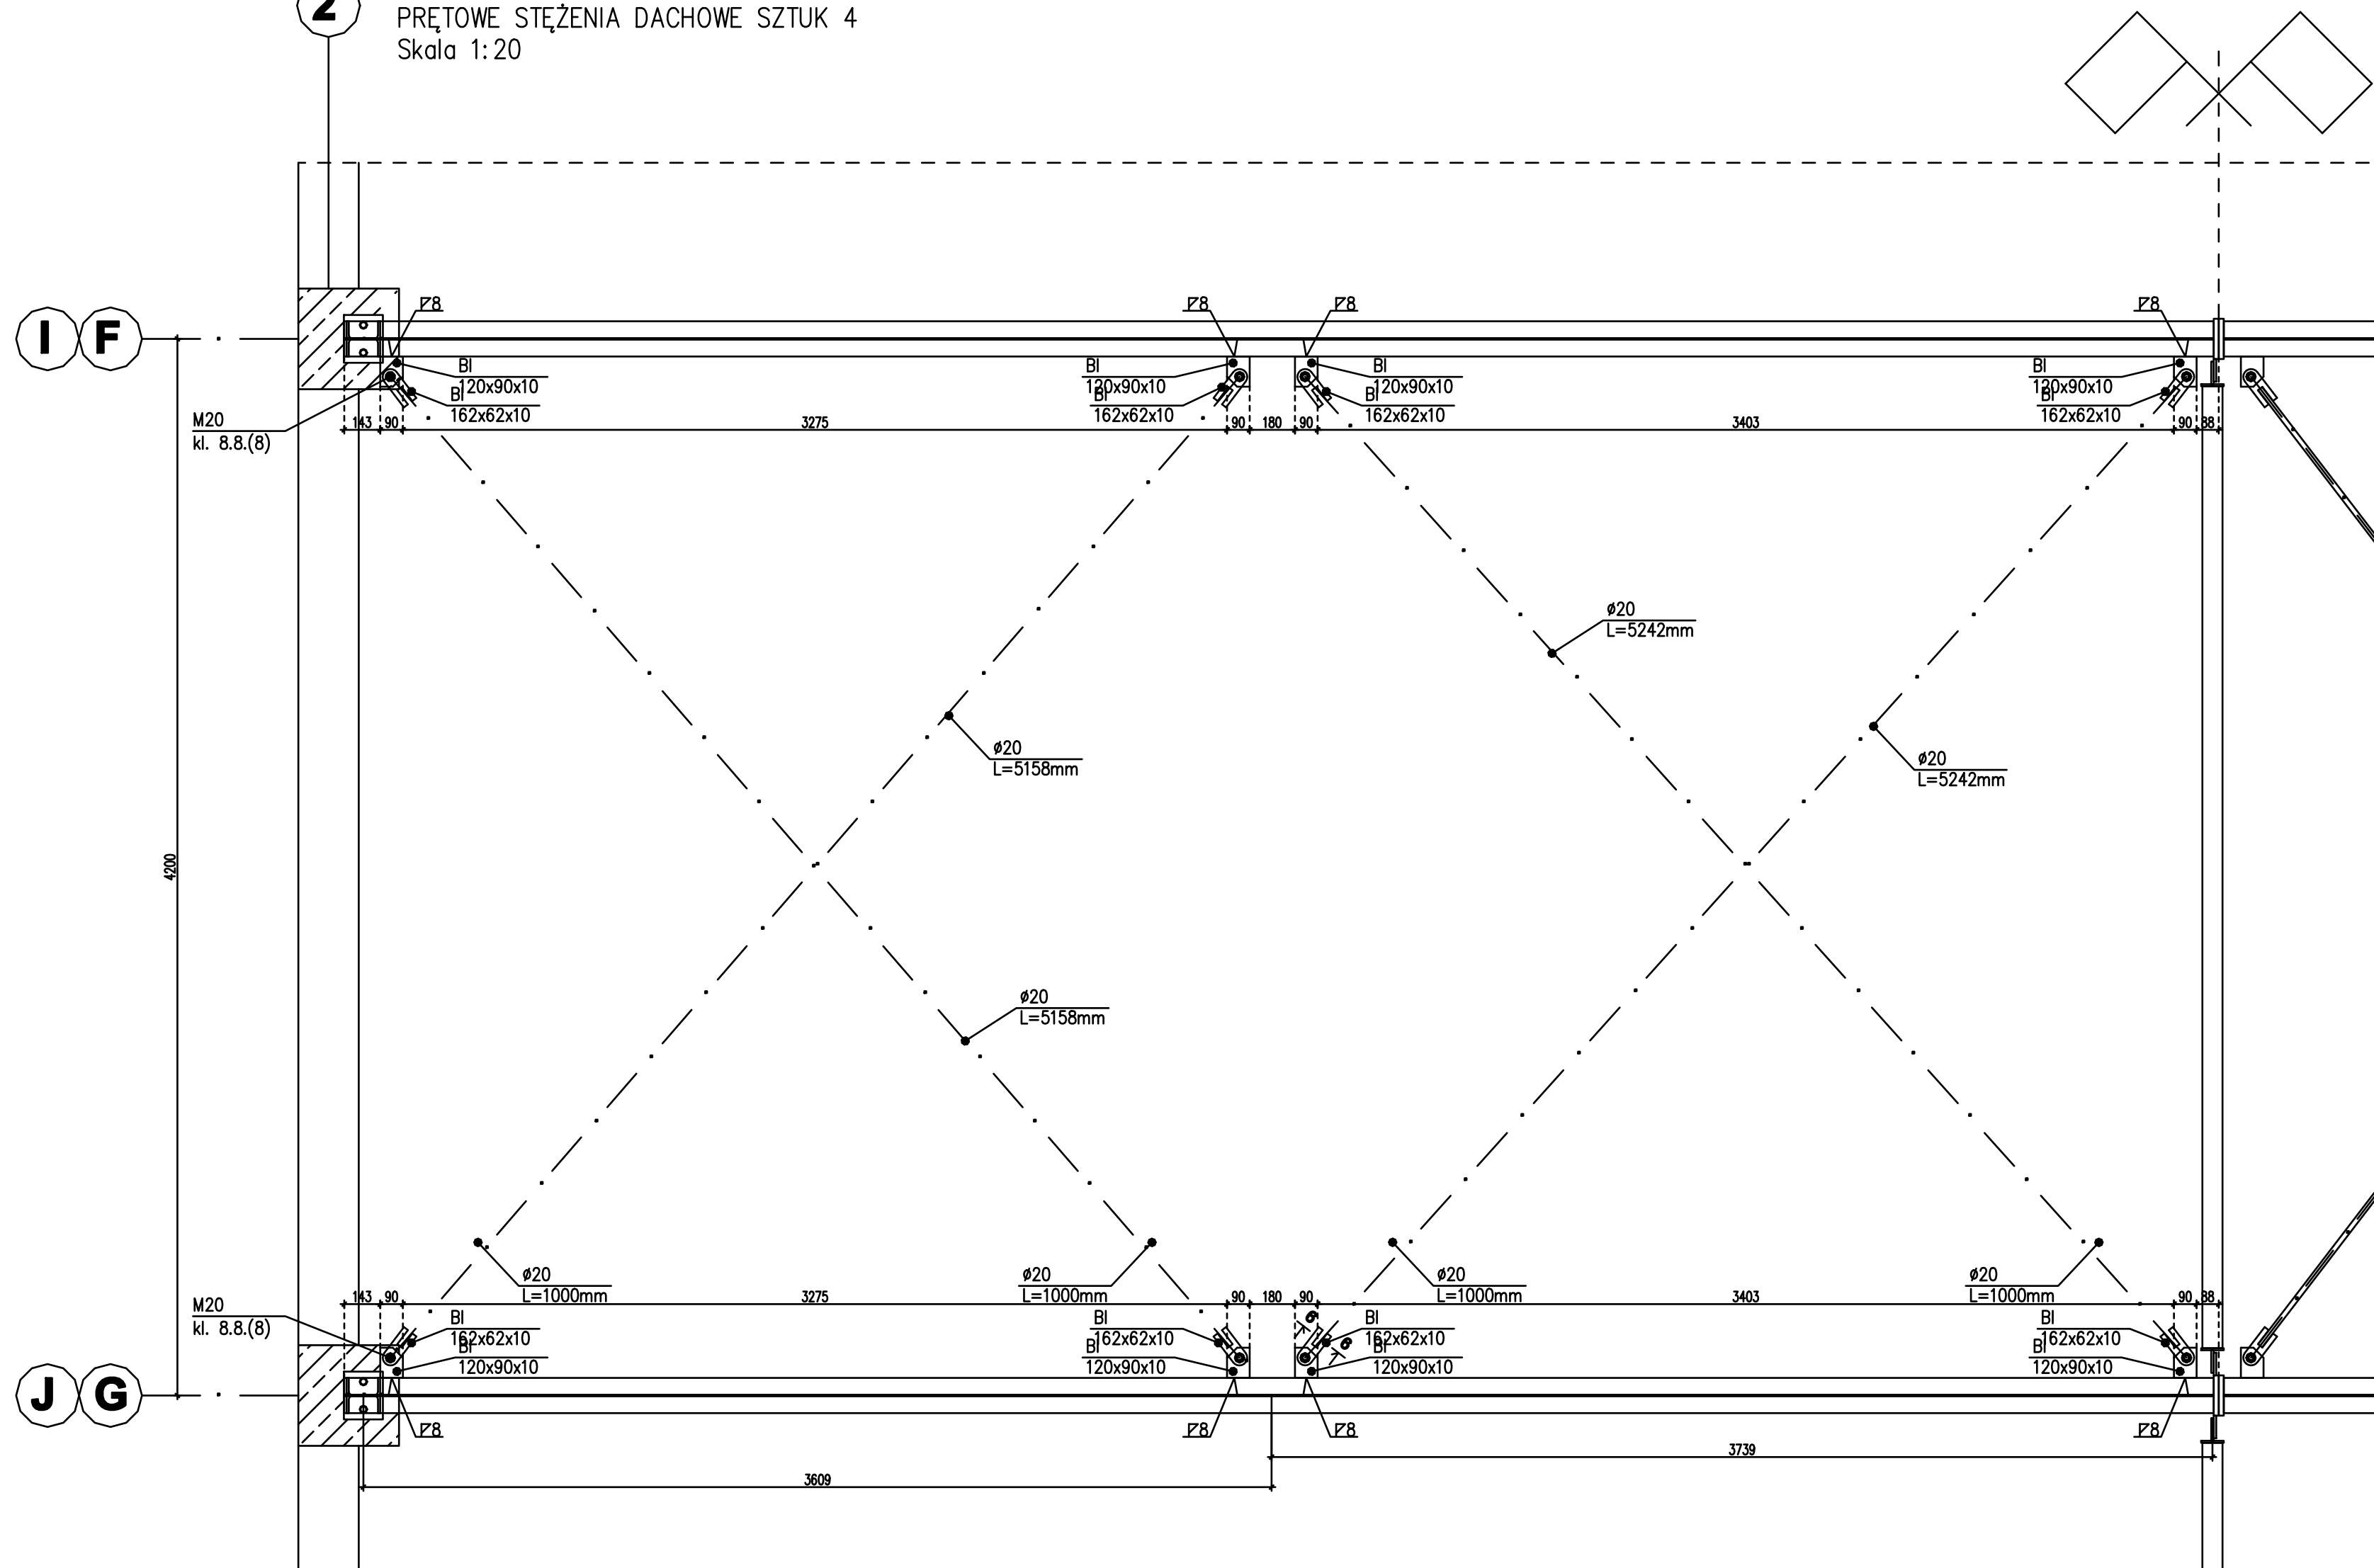 2
PRĘTOWE STĘŻENIA DACHOWE SZTUK 4
Skala 1:20
8
8
8
8
I F
Bl
120x90x10
Bl
162x62x10
Bl
120x90x10
Bl
162x62x10
Bl
120x90x10
Bl
162x62x10
Bl
120x90x10
Bl
162x62x10
M20
kl. 8.8.(8)
143 90 3275 90 180 90 3403 90 88
ø20
L=5242mm
ø20
L=5158mm
ø20
L=5242mm
4200
ø20
L=5158mm
ø20
L=1000mm
ø20
L=1000mm
ø20
L=1000mm
ø20
L=1000mm
143 90 3275 90 180 90 3403 90 88
M20
kl. 8.8.(8)
Bl
162x62x10
Bl
120x90x10
Bl
162x62x10
Bl
120x90x10
6
6
Bl
162x62x10
Bl
120x90x10
Bl
162x62x10
Bl
120x90x10
J G
8
8
8
8
3739
3609